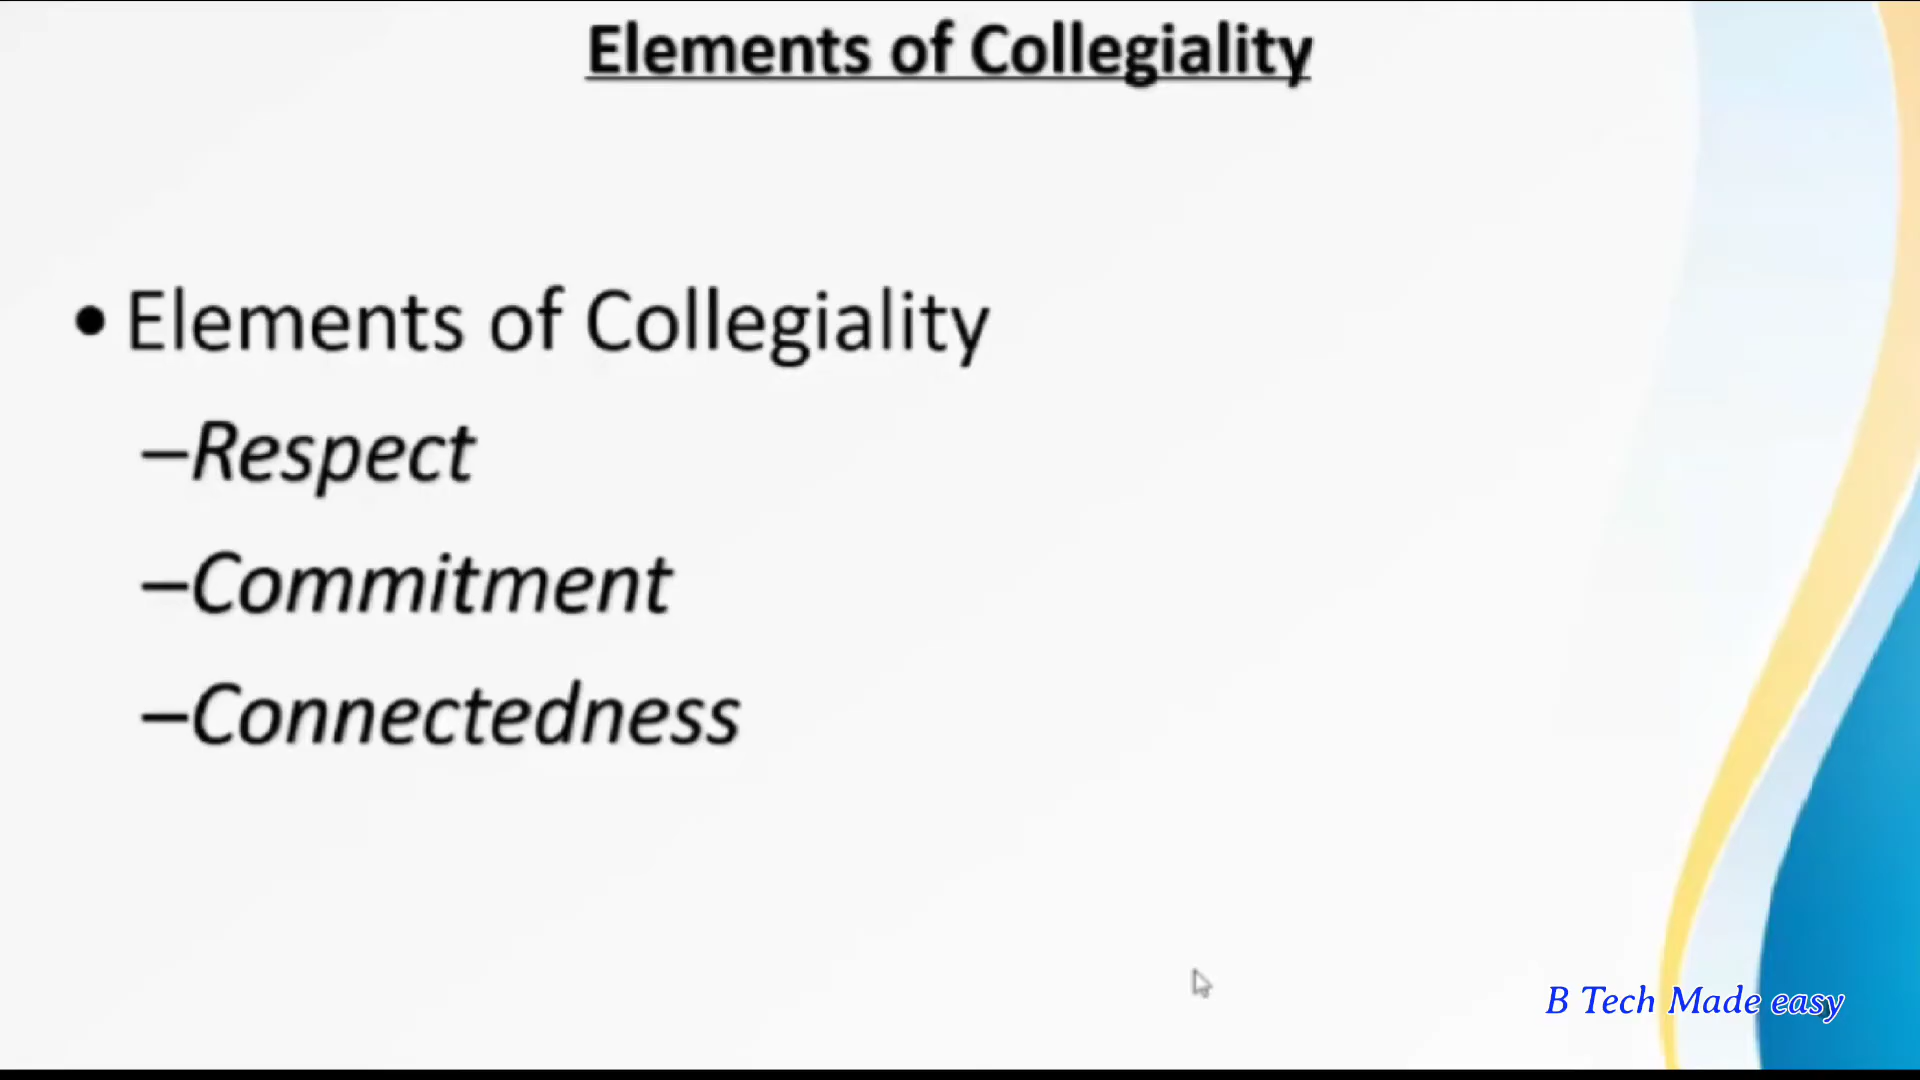 Elements of Collegiality
• Elements of Collegiality
–Respect
–Commitment
–Connectedness
B Tech Made easy